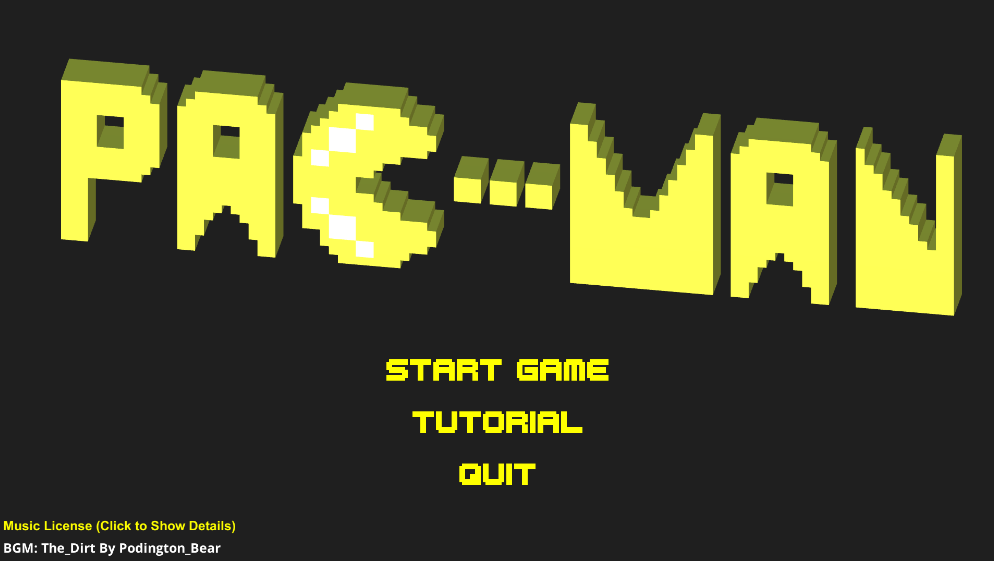 PAC-MAN
START GAME
TUTORIAL
QUIT
Music License (Click to Show Details)
BGM: The_Dirt By Podington_Bear